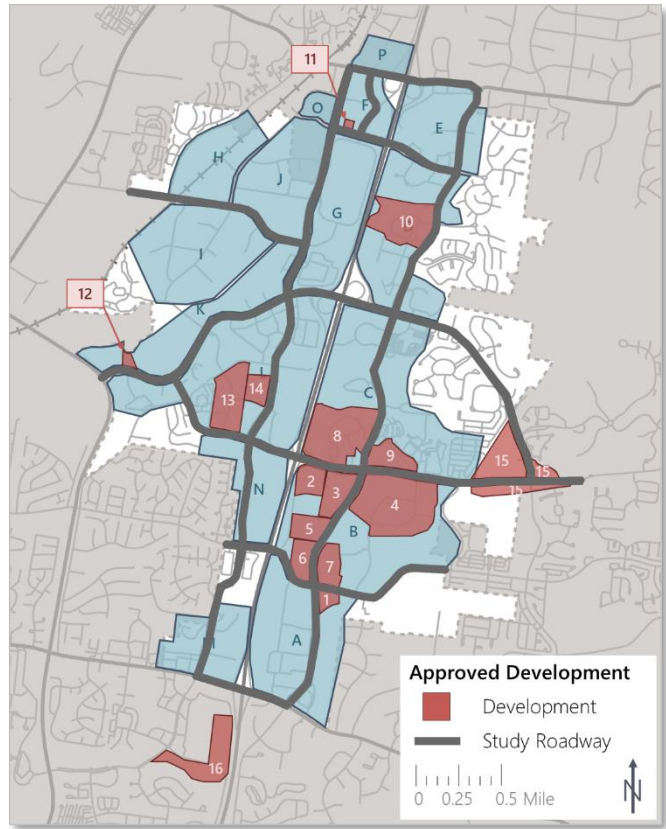 P
11
F
O
E
H
J
G
10
I
12
K
L
14
13
C
8
9
15
15
15
2
3
4
N
5
B
6
7
1
A
M
16
Approved Development
Development
Study Roadway
0 0.25 0.5 Mile
N